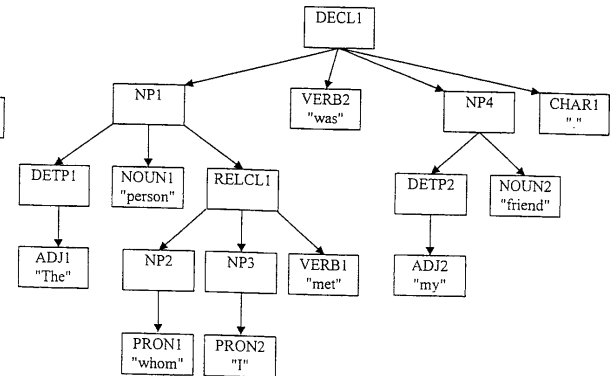 DECL1
NP1
VERB2
"was"
NP4
CHAR1
"."
DETP1
NOUN1
"person"
RELCL1
DETP2
NOUN2
"friend"
ADJ1
"The"
NP2
NP3
VERB1
"met"
ADJ2
"my"
PRON1
"whom"
PRON2
"I"